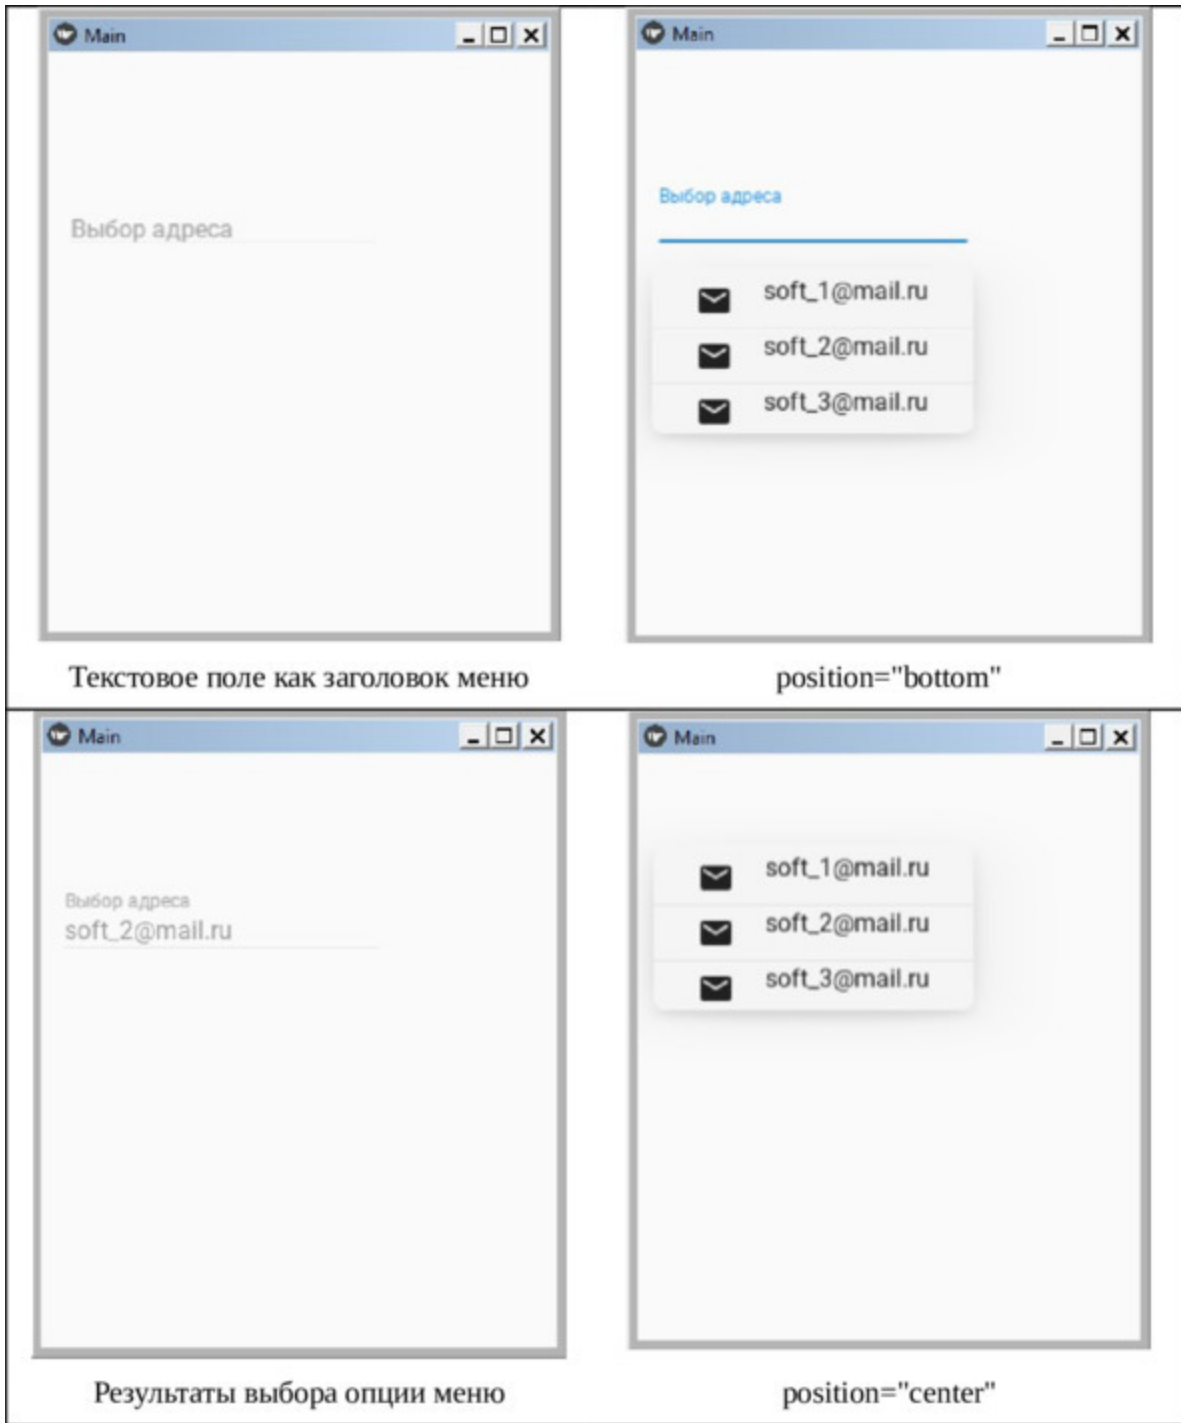 Main
Выбор адреса
Текстовое поле как заголовок меню
Main
Выбор адреса
soft_1@mail.ru
soft_2@mail.ru
soft_3@mail.ru
position="bottom"
Main
Выбор адреса
soft_2@mail.ru
Результаты выбора опции меню
Main
soft_1@mail.ru
soft_2@mail.ru
soft_3@mail.ru
position="center"